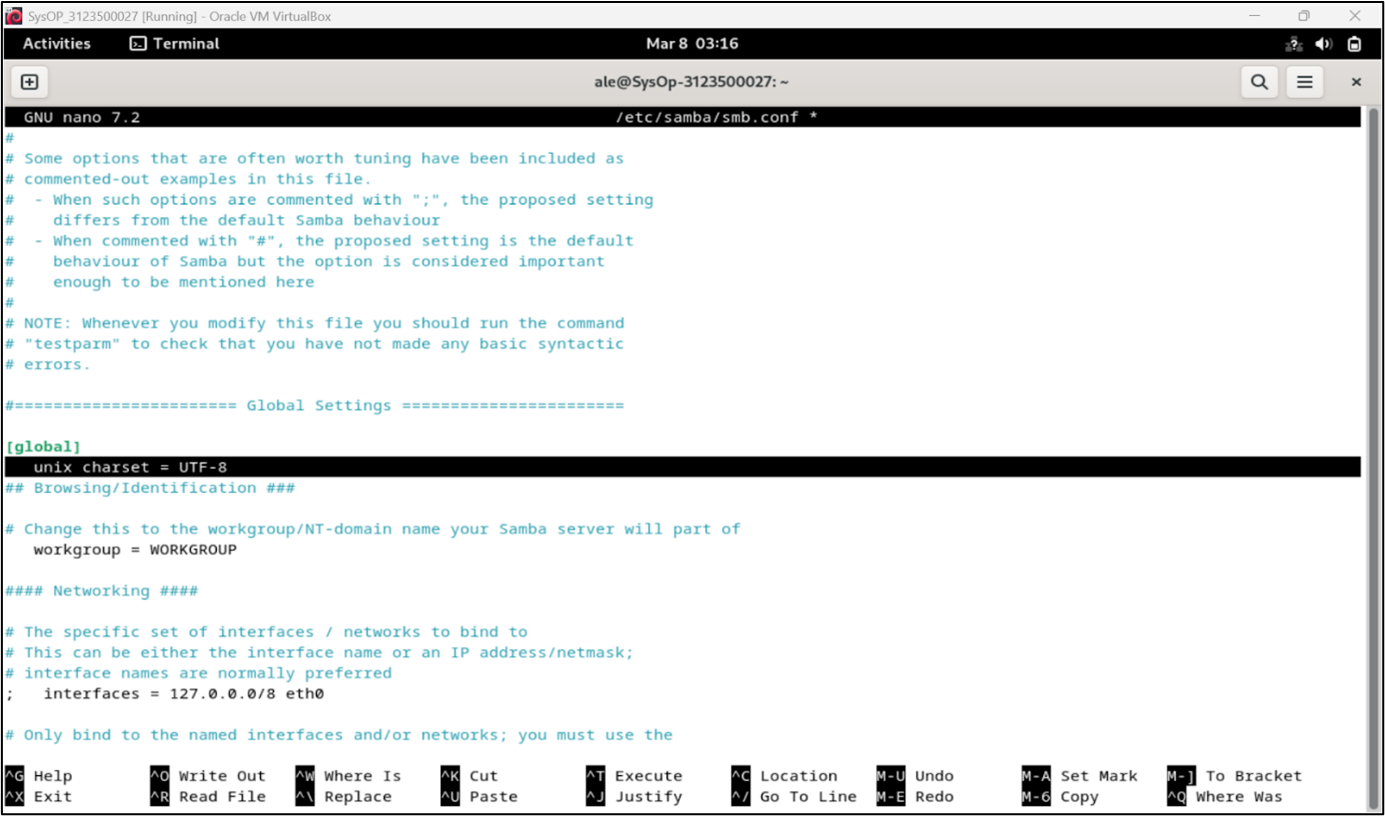 SysOP_3123500027 [Running] - Oracle VM VirtualBox
Activities Terminal Mar 8 03:16
ale@SysOp-3123500027: ~
GNU nano 7.2 /etc/samba/smb.conf *
#
# Some options that are often worth tuning have been included as
# commented-out examples in this file.
#  - When such options are commented with ";", the proposed setting
#    differs from the default Samba behaviour
#  - When commented with "#", the proposed setting is the default
#    behaviour of Samba but the option is considered important
#    enough to be mentioned here
#
# NOTE: Whenever you modify this file you should run the command
# "testparm" to check that you have not made any basic syntactic
# errors.
#======================= Global Settings =======================
[global]
   unix charset = UTF-8
## Browsing/Identification ###
# Change this to the workgroup/NT-domain name your Samba server will part of
   workgroup = WORKGROUP
#### Networking ####
# The specific set of interfaces / networks to bind to
# This can be either the interface name or an IP address/netmask;
# interface names are normally preferred
;   interfaces = 127.0.0.0/8 eth0
# Only bind to the named interfaces and/or networks; you must use the
^G Help ^O Write Out ^W Where Is ^K Cut ^T Execute ^C Location M-U Undo M-A Set Mark M-] To Bracket
^X Exit ^R Read File ^\ Replace ^U Paste ^J Justify ^/ Go To Line M-E Redo M-6 Copy ^Q Where Was